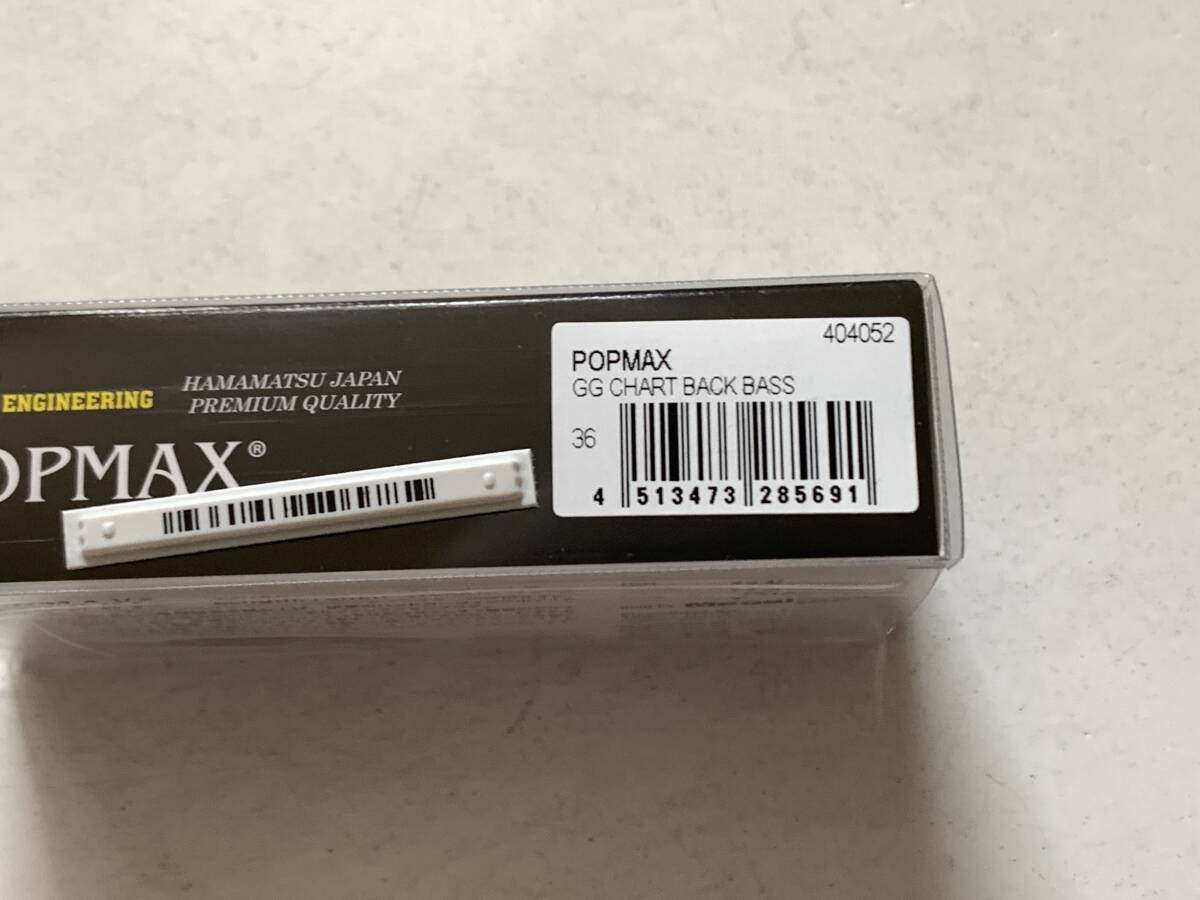 ENGINEERING
HAMAMATSU JAPAN
PREMIUM QUALITY
OPMAX®
404052
POPMAX
GG CHART BACK BASS
36
4 513473 285691